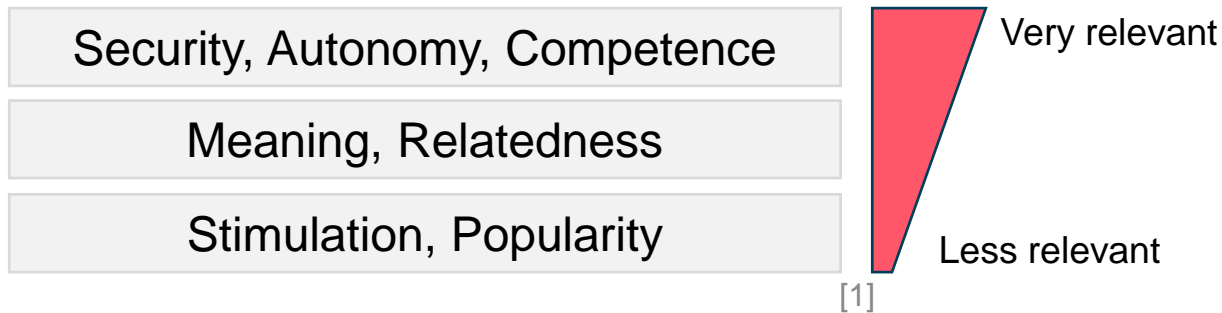 Security, Autonomy, Competence
Very relevant
Meaning, Relatedness
Stimulation, Popularity
Less relevant
[1]